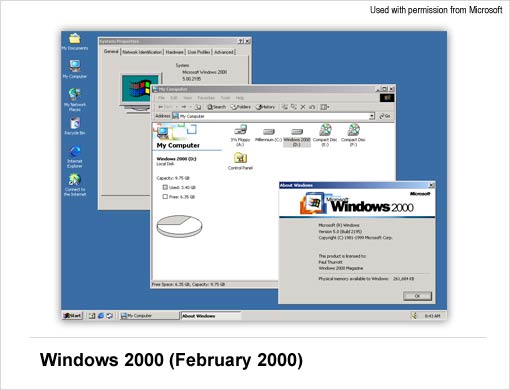 Used with permission from Microsoft
My Documents
My Computer
My Network
Places
Recycle Bin
Internet
Explorer
Connect to
the Internet
System Properties
General
Network Identification
Hardware
User Profiles
Advanced
System:
Microsoft Windows 2000
5.00.2195
My Computer
File Edit View Favorites Tools Help
Back
Search
Folders
History
Address
My Computer
Go
My Computer
Windows 2000 (D:)
Local Disk
Capacity: 9.75 GB
Used: 3.40 GB
Free: 6.35 GB
3½ Floppy
(A:)
Millennium (C:)
Windows 2000
(D:)
Compact Disc
(E:)
Compact Disc
(F:)
Control Panel
Free Space: 6.35 GB, Capacity: 9.75 GB
About Windows
Microsoft
Microsoft
Windows 2000
Microsoft (R) Windows
Version 5.0 (Build 2195)
Copyright (C) 1981-1999 Microsoft Corp.
This product is licensed to:
Paul Thurrott
Windows 2000 Magazine
Physical memory available to Windows: 261,684 KB
OK
Start
My Computer
About Windows
8:43 AM
Windows 2000 (February 2000)